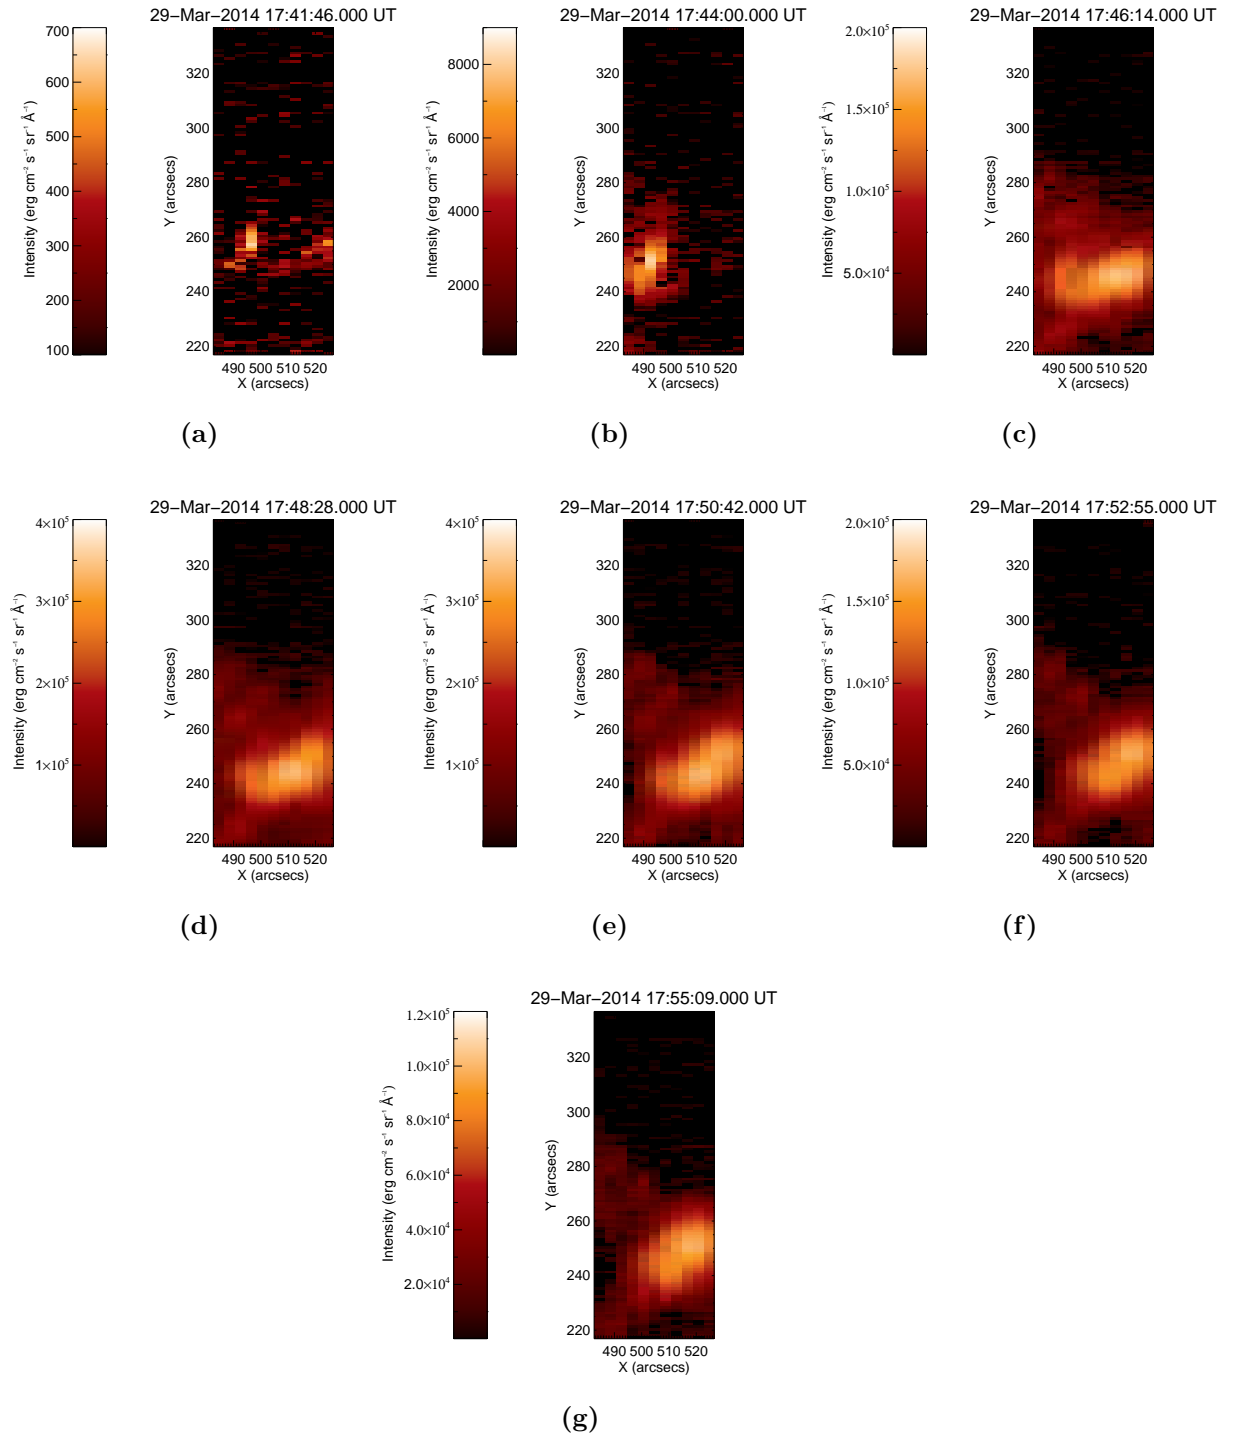 29−Mar−2014 17:41:46.000 UT
700
600
500
400
300
200
100
Intensity (erg cm⁻² s⁻¹ sr⁻¹ Å⁻¹)
320
300
280
260
240
220
Y (arcsecs)
490 500 510 520
X (arcsecs)
(a)
29−Mar−2014 17:44:00.000 UT
8000
6000
4000
2000
Intensity (erg cm⁻² s⁻¹ sr⁻¹ Å⁻¹)
320
300
280
260
240
220
Y (arcsecs)
490 500 510 520
X (arcsecs)
(b)
29−Mar−2014 17:46:14.000 UT
2.0×10⁵
1.5×10⁵
1.0×10⁵
5.0×10⁴
Intensity (erg cm⁻² s⁻¹ sr⁻¹ Å⁻¹)
320
300
280
260
240
220
Y (arcsecs)
490 500 510 520
X (arcsecs)
(c)
29−Mar−2014 17:48:28.000 UT
4×10⁵
3×10⁵
2×10⁵
1×10⁵
Intensity (erg cm⁻² s⁻¹ sr⁻¹ Å⁻¹)
320
300
280
260
240
220
Y (arcsecs)
490 500 510 520
X (arcsecs)
(d)
29−Mar−2014 17:50:42.000 UT
4×10⁵
3×10⁵
2×10⁵
1×10⁵
Intensity (erg cm⁻² s⁻¹ sr⁻¹ Å⁻¹)
320
300
280
260
240
220
Y (arcsecs)
490 500 510 520
X (arcsecs)
(e)
29−Mar−2014 17:52:55.000 UT
2.0×10⁵
1.5×10⁵
1.0×10⁵
5.0×10⁴
Intensity (erg cm⁻² s⁻¹ sr⁻¹ Å⁻¹)
320
300
280
260
240
220
Y (arcsecs)
490 500 510 520
X (arcsecs)
(f)
29−Mar−2014 17:55:09.000 UT
1.2×10⁵
1.0×10⁵
8.0×10⁴
6.0×10⁴
4.0×10⁴
2.0×10⁴
Intensity (erg cm⁻² s⁻¹ sr⁻¹ Å⁻¹)
320
300
280
260
240
220
Y (arcsecs)
490 500 510 520
X (arcsecs)
(g)